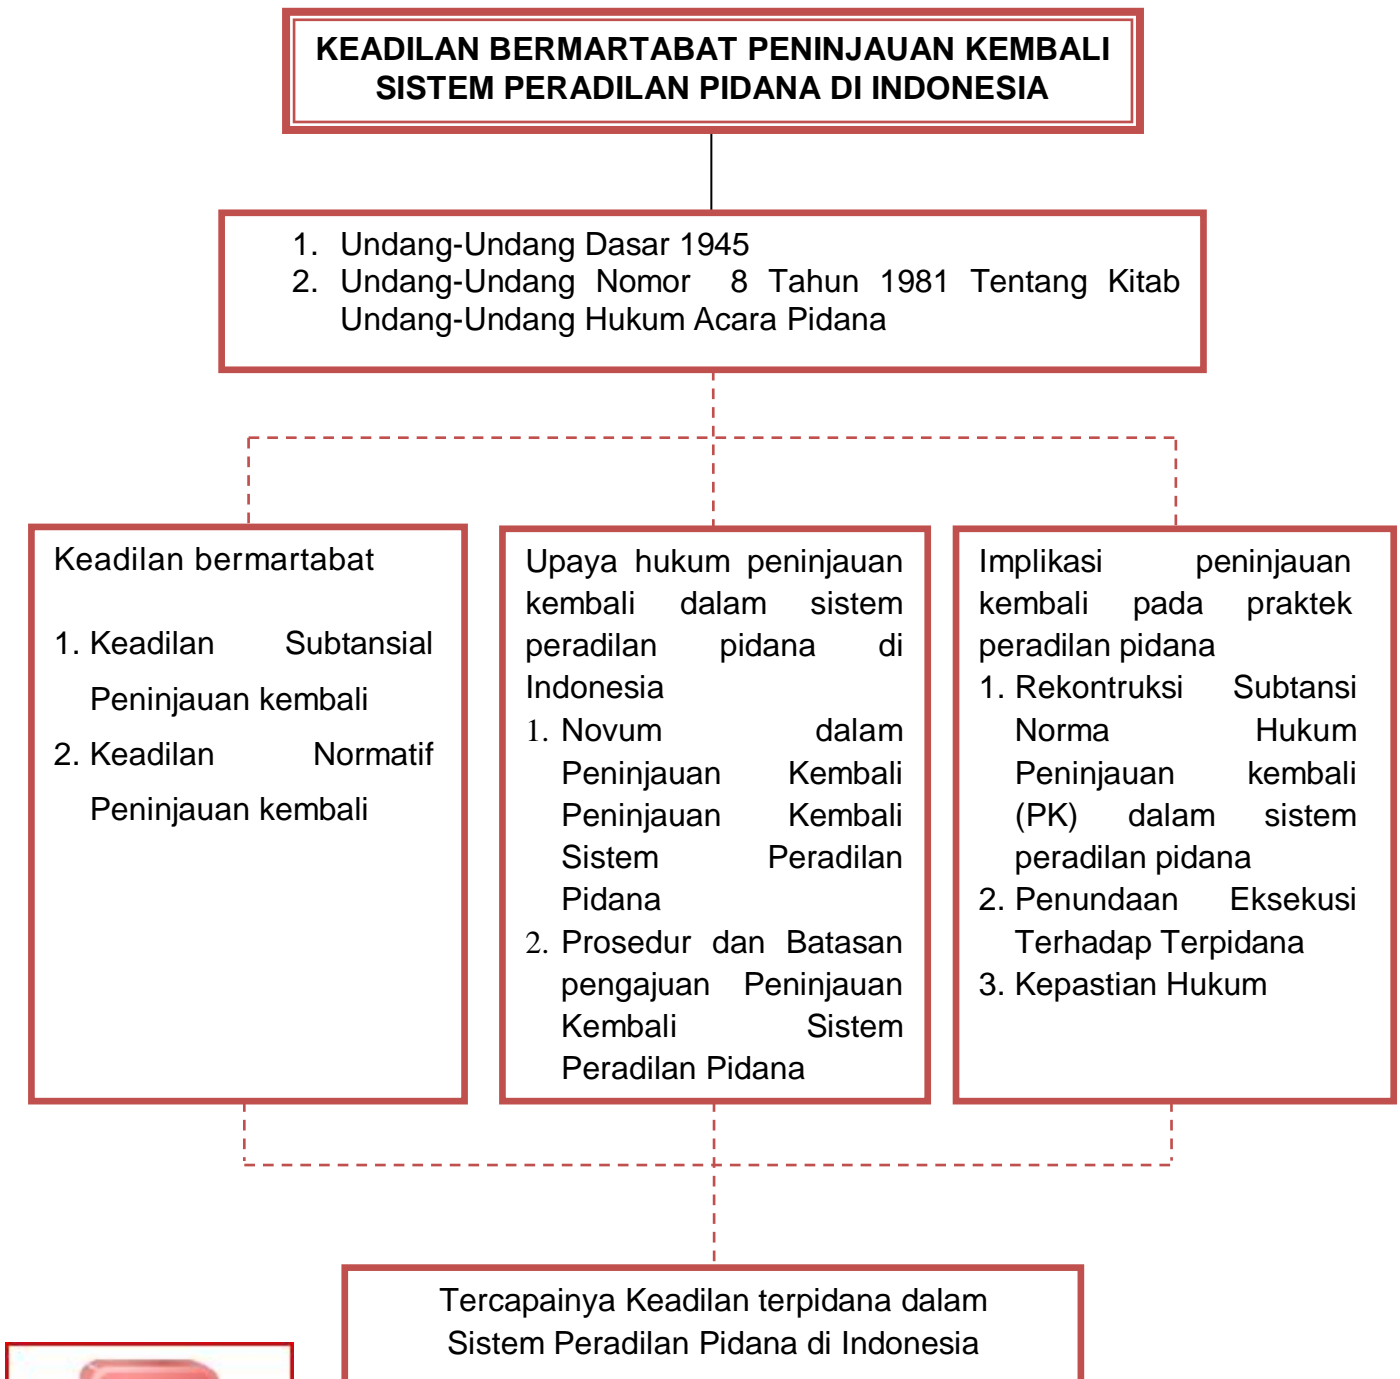 KEADILAN BERMARTABAT PENINJAUAN KEMBALI
SISTEM PERADILAN PIDANA DI INDONESIA
1. Undang-Undang Dasar 1945
2. Undang-Undang Nomor 8 Tahun 1981 Tentang Kitab
Undang-Undang Hukum Acara Pidana
Keadilan bermartabat
1. Keadilan Subtansial
Peninjauan kembali
2. Keadilan Normatif
Peninjauan kembali
Upaya hukum peninjauan
kembali dalam sistem
peradilan pidana di
Indonesia
1. Novum dalam
Peninjauan Kembali
Peninjauan Kembali
Sistem Peradilan
Pidana
2. Prosedur dan Batasan
pengajuan Peninjauan
Kembali Sistem
Peradilan Pidana
Implikasi peninjauan
kembali pada praktek
peradilan pidana
1. Rekontruksi Subtansi
Norma Hukum
Peninjauan kembali
(PK) dalam sistem
peradilan pidana
2. Penundaan Eksekusi
Terhadap Terpidana
3. Kepastian Hukum
Tercapainya Keadilan terpidana dalam
Sistem Peradilan Pidana di Indonesia